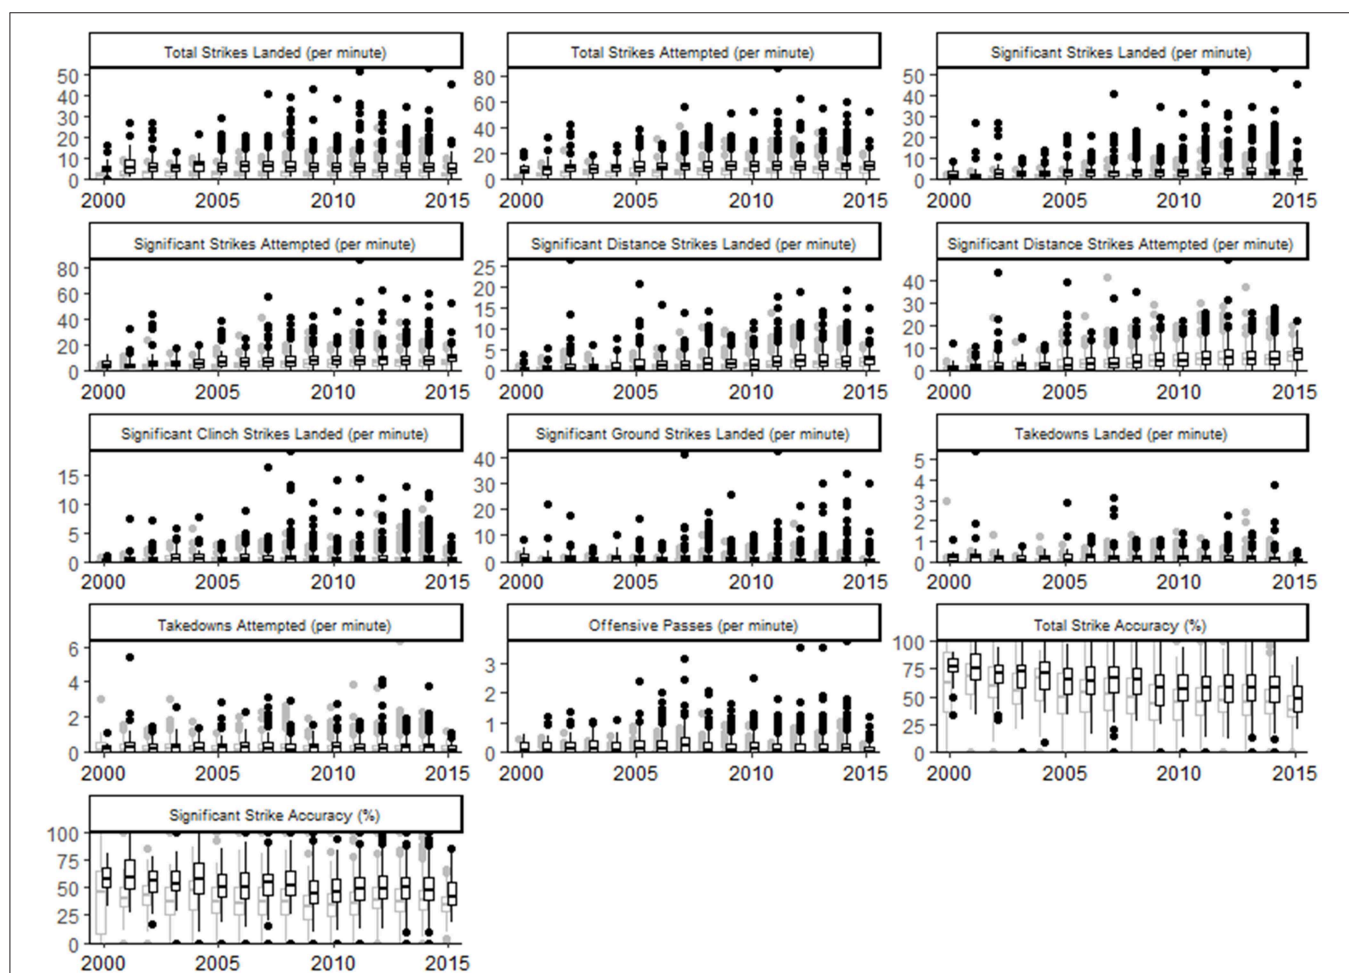 Total Strikes Landed (per minute)
Total Strikes Attempted (per minute)
Significant Strikes Landed (per minute)
50
40
30
20
10
0
80
60
40
20
0
50
40
30
20
10
0
2000 2005 2010 2015
2000 2005 2010 2015
2000 2005 2010 2015
Significant Strikes Attempted (per minute)
Significant Distance Strikes Landed (per minute)
Significant Distance Strikes Attempted (per minute)
80
60
40
20
0
25
20
15
10
5
0
40
30
20
10
0
2000 2005 2010 2015
2000 2005 2010 2015
2000 2005 2010 2015
Significant Clinch Strikes Landed (per minute)
Significant Ground Strikes Landed (per minute)
Takedowns Landed (per minute)
15
10
5
0
40
30
20
10
0
5
4
3
2
1
0
2000 2005 2010 2015
2000 2005 2010 2015
2000 2005 2010 2015
Takedowns Attempted (per minute)
Offensive Passes (per minute)
Total Strike Accuracy (%)
6
4
2
0
3
2
1
0
100
75
50
25
0
2000 2005 2010 2015
2000 2005 2010 2015
2000 2005 2010 2015
Significant Strike Accuracy (%)
100
75
50
25
0
2000 2005 2010 2015